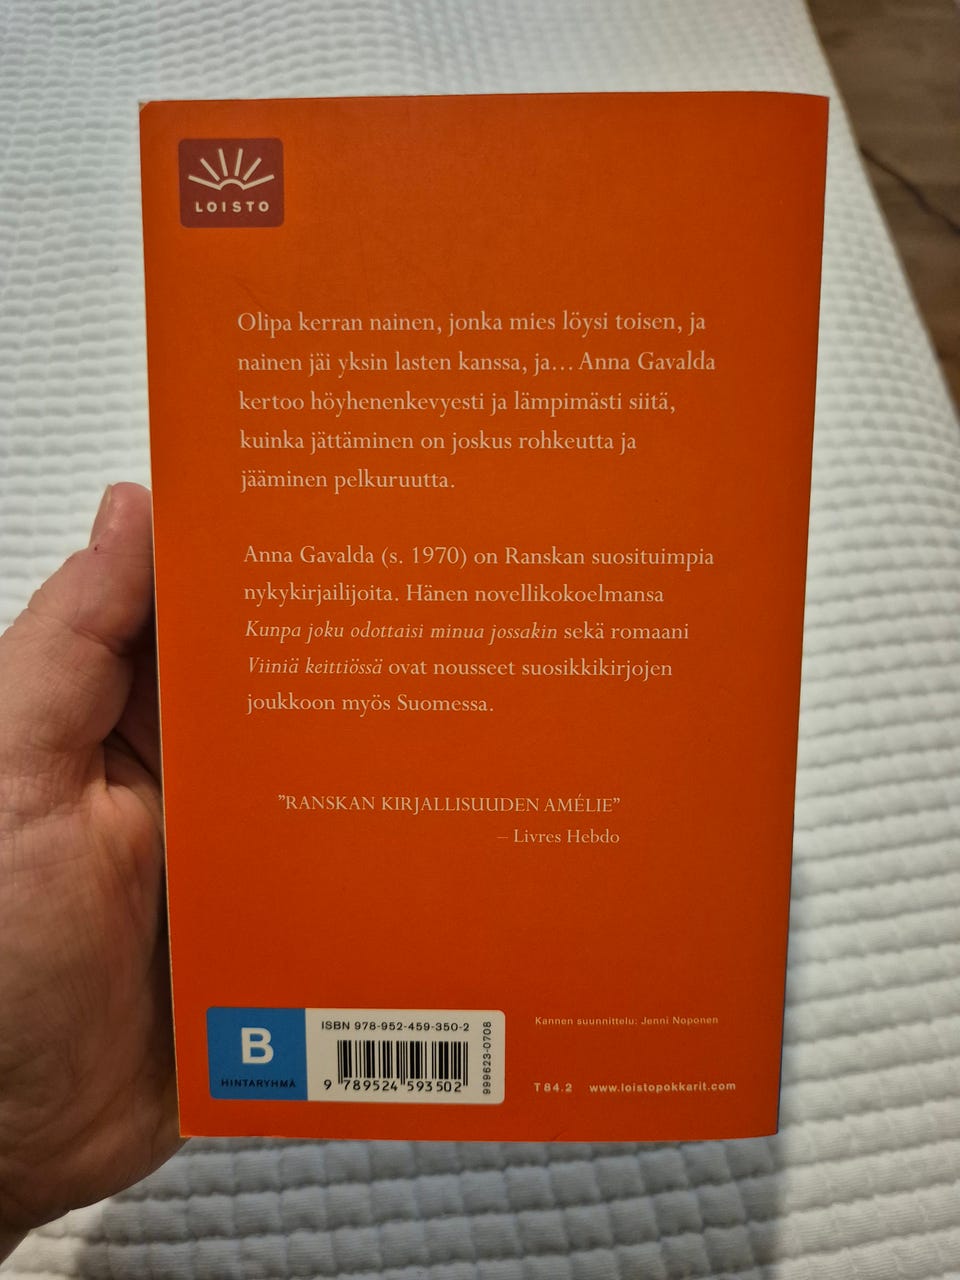 LOISTO
Olipa kerran nainen, jonka mies löysi toisen, ja
nainen jäi yksin lasten kanssa, ja... Anna Gavalda
kertoo höyhenenkevyesti ja lämpimästi siitä,
kuinka jättäminen on joskus rohkeutta ja
jääminen pelkuruutta.
Anna Gavalda (s. 1970) on Ranskan suosituimpia
nykykirjailijoita. Hänen novellikokoelmansa
Kunpa joku odottaisi minua jossakin sekä romaani
Viiniä keittiössä ovat nousseet suosikkikirjojen
joukkoon myös Suomessa.
”RANSKAN KIRJALLISUUDEN AMÉLIE”
– Livres Hebdo
B
HINTARYHMÄ
ISBN 978-952-459-350-2
9 789524 593502
999623-0708
Kannen suunnittelu: Jenni Noponen
T 84.2 www.loistopokkarit.com